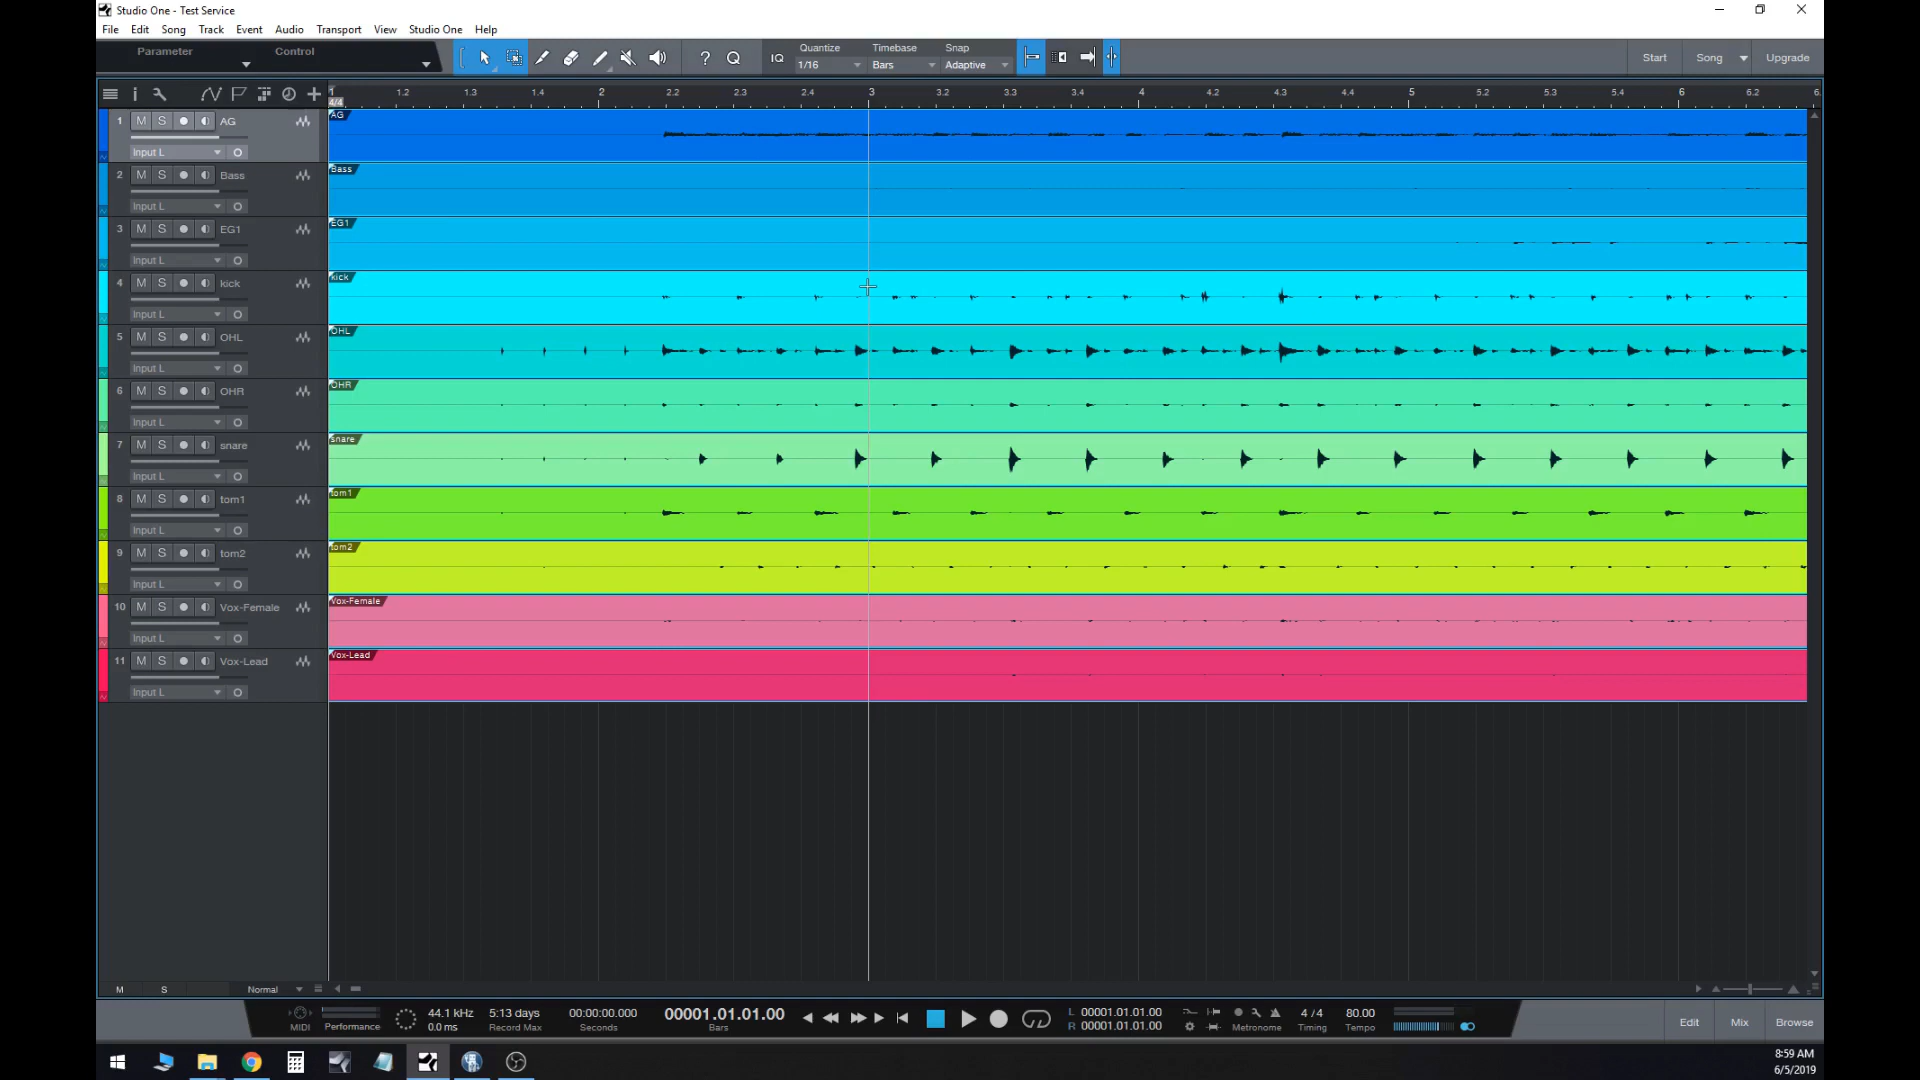 Studio One - Test Service
File Edit Song Track Event Audio Transport View Studio One Help
Parameter Control
Quantize Timebase Snap
? Q IQ 1/16 Bars Adaptive Start Song Upgrade
1 1.2 1.3 1.4 2 2.2 2.3 2.4 3 3.2 3.3 3.4 4 4.2 4.3 4.4 5 5.2 5.3 5.4 6 6.2 6.
4/4
1 M S AG AG
Input L
2 M S Bass Bass
Input L
3 M S EG1 EG1
Input L
4 M S kick kick
Input L
5 M S OHL OHL
Input L
6 M S OHR OHR
Input L
7 M S snare snare
Input L
8 M S tom1 tom1
Input L
9 M S tom2 tom2
Input L
10 M S Vox-Female Vox-Female
Input L
11 M S Vox-Lead Vox-Lead
Input L
M S Normal
44.1 kHz 5:13 days 00:00:00.000 00001.01.01.00 L 00001.01.01.00 4 / 4 80.00
MIDI Performance 0.0 ms Record Max Seconds Bars R 00001.01.01.00 Metronome Timing Tempo
Edit Mix Browse
8:59 AM
6/5/2019